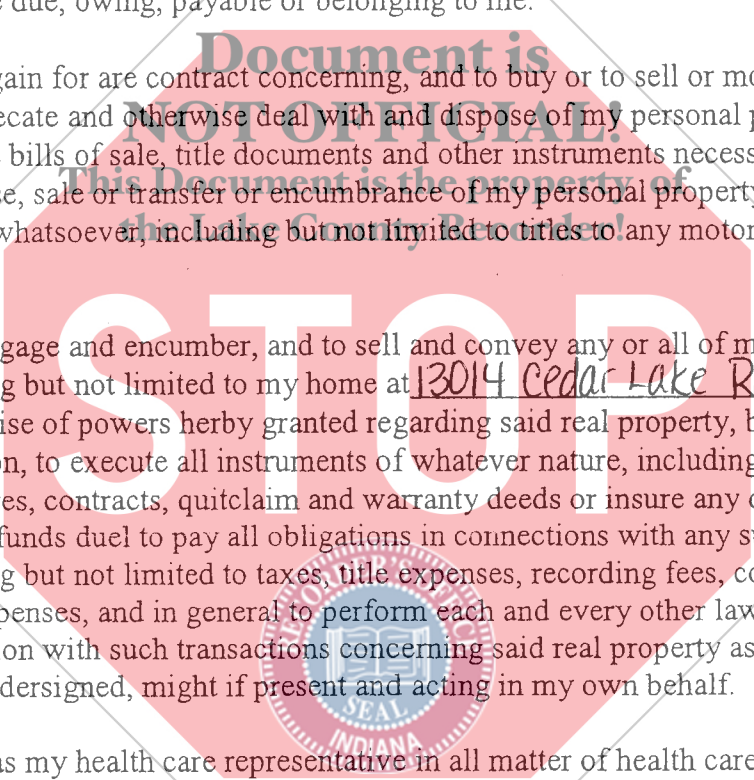 due, owing, payable or belonging to me.
Document is
gain for are contract concerning, and to buy or to sell or mo
NOT OFFICIAL!
ecate and otherwise deal with and dispose of my personal p
bills of sale, title documents and other instruments necess
This Document is the property of
e, sale or transfer or encumbrance of my personal property
the Lake County Recorder!
whatsoever, including but not limited to titles to any motor
STOP
gage and encumber, and to sell and convey any or all of m
g but not limited to my home at 13014 Cedar Lake R
ise of powers herby granted regarding said real property, b
on, to execute all instruments of whatever nature, including
es, contracts, quitclaim and warranty deeds or insure any
funds duel to pay all obligations in connections with any s
g but not limited to taxes, title expenses, recording fees, co
penses, and in general to perform each and every other law
on with such transactions concerning said real property as
dersigned, might if present and acting in my own behalf.
RECORDER'S OFFICE
SEAL
INDIANA
as my health care representative in all matter of health care